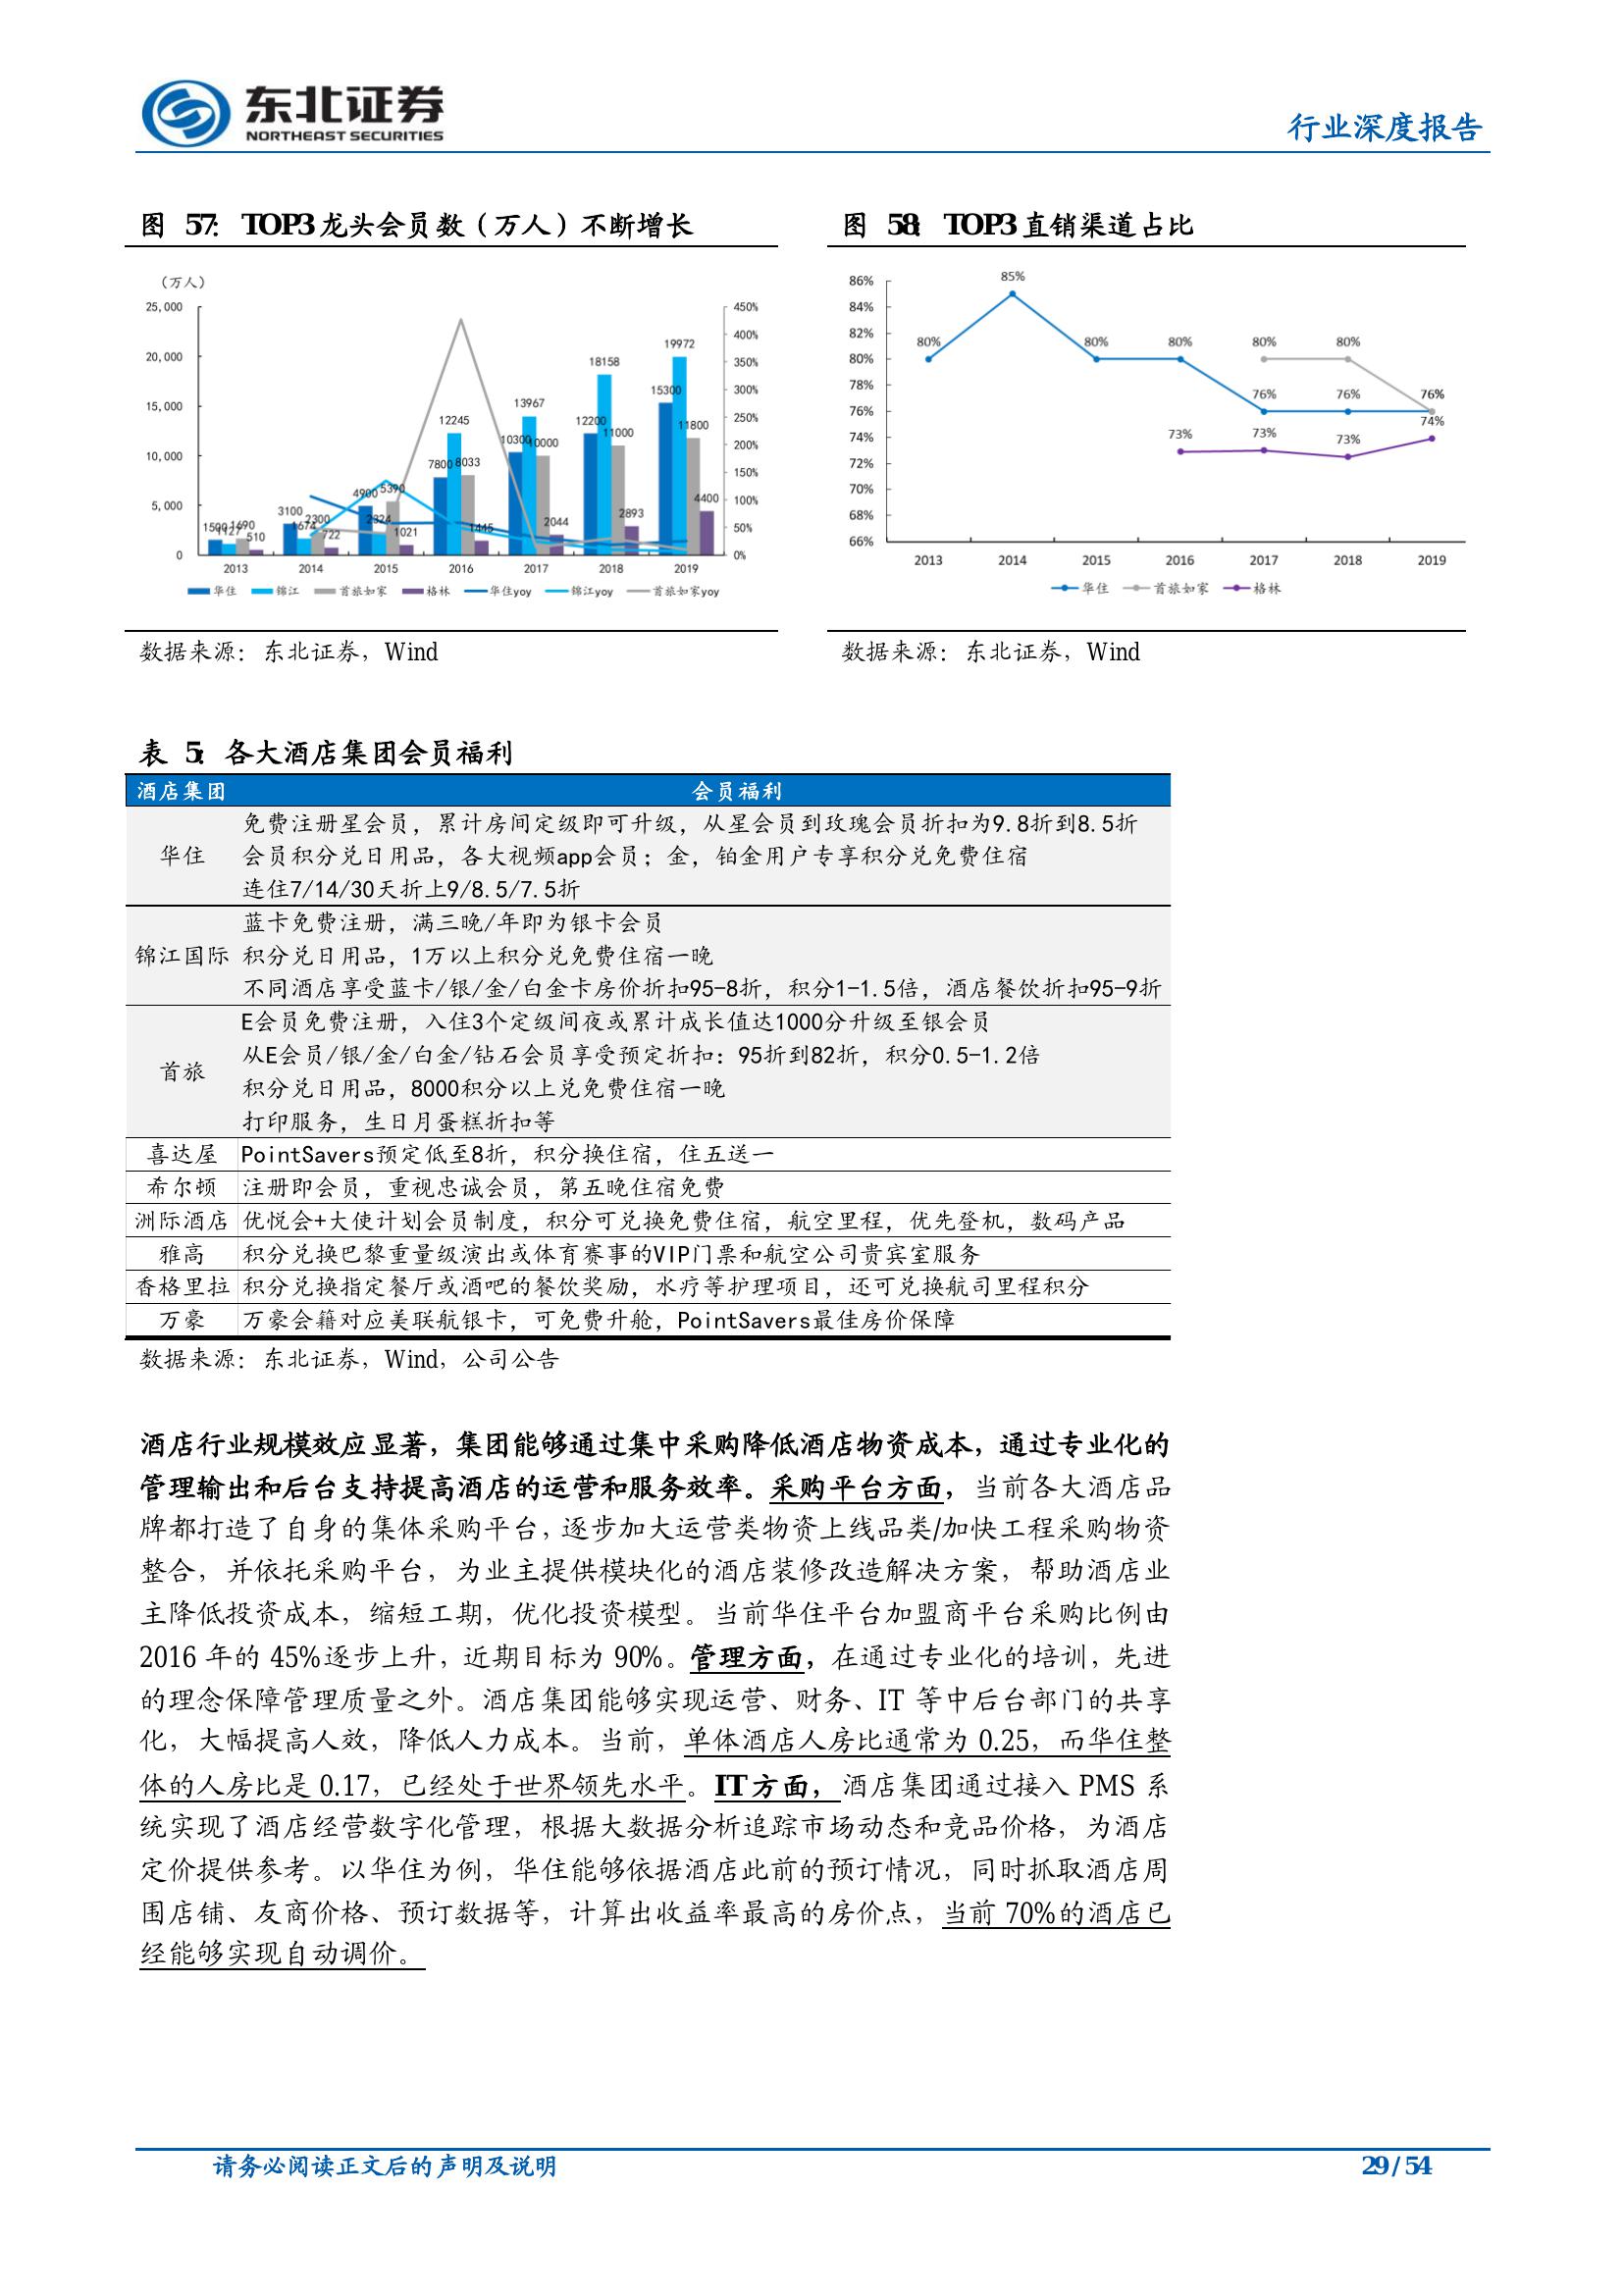 东北证券
NORTHEAST SECURITIES
行业深度报告
图 57: TOP3 龙头会员数（万人）不断增长
（万人）
25,000
20,000
15,000
10,000
5,000
0
450%
400%
350%
300%
250%
200%
150%
100%
50%
0%
1500 1127 1690 510
3100 1674 2300 722
4900 2324 5390 1021
7800 12245 8033 1445
10300 13967 10000 2044
12200 18158 11000 2893
15300 19972 11800 4400
2013 2014 2015 2016 2017 2018 2019
华住 锦江 首旅如家 格林 华住yoy 锦江yoy 首旅如家yoy
数据来源：东北证券，Wind
图 58: TOP3 直销渠道占比
86%
84%
82%
80%
78%
76%
74%
72%
70%
68%
66%
80% 85% 80% 80% 76% 76% 76%
80% 80%
73% 73% 73% 74%
2013 2014 2015 2016 2017 2018 2019
华住 首旅如家 格林
数据来源：东北证券，Wind
表 5: 各大酒店集团会员福利
酒店集团 会员福利
华住
免费注册星会员，累计房间定级即可升级，从星会员到玫瑰会员折扣为9.8折到8.5折
会员积分兑日用品，各大视频app会员；金，铂金用户专享积分兑免费住宿
连住7/14/30天折上9/8.5/7.5折
锦江国际
蓝卡免费注册，满三晚/年即为银卡会员
积分兑日用品，1万以上积分兑免费住宿一晚
不同酒店享受蓝卡/银/金/白金卡房价折扣95-8折，积分1-1.5倍，酒店餐饮折扣95-9折
首旅
E会员免费注册，入住3个定级间夜或累计成长值达1000分升级至银会员
从E会员/银/金/白金/钻石会员享受预定折扣：95折到82折，积分0.5-1.2倍
积分兑日用品，8000积分以上兑免费住宿一晚
打印服务，生日月蛋糕折扣等
喜达屋 PointSavers预定低至8折，积分换住宿，住五送一
希尔顿 注册即会员，重视忠诚会员，第五晚住宿免费
洲际酒店 优悦会+大使计划会员制度，积分可兑换免费住宿，航空里程，优先登机，数码产品
雅高 积分兑换巴黎重量级演出或体育赛事的VIP门票和航空公司贵宾室服务
香格里拉 积分兑换指定餐厅或酒吧的餐饮奖励，水疗等护理项目，还可兑换航司里程积分
万豪 万豪会籍对应美联航银卡，可免费升舱，PointSavers最佳房价保障
数据来源：东北证券，Wind，公司公告
酒店行业规模效应显著，集团能够通过集中采购降低酒店物资成本，通过专业化的
管理输出和后台支持提高酒店的运营和服务效率。采购平台方面，当前各大酒店品
牌都打造了自身的集体采购平台，逐步加大运营类物资上线品类/加快工程采购物资
整合，并依托采购平台，为业主提供模块化的酒店装修改造解决方案，帮助酒店业
主降低投资成本，缩短工期，优化投资模型。当前华住平台加盟商平台采购比例由
2016 年的 45%逐步上升，近期目标为 90%。管理方面，在通过专业化的培训，先进
的理念保障管理质量之外。酒店集团能够实现运营、财务、IT 等中后台部门的共享
化，大幅提高人效，降低人力成本。当前，单体酒店人房比通常为 0.25，而华住整
体的人房比是 0.17，已经处于世界领先水平。IT方面，酒店集团通过接入 PMS 系
统实现了酒店经营数字化管理，根据大数据分析追踪市场动态和竞品价格，为酒店
定价提供参考。以华住为例，华住能够依据酒店此前的预订情况，同时抓取酒店周
围店铺、友商价格、预订数据等，计算出收益率最高的房价点，当前 70%的酒店已
经能够实现自动调价。
请务必阅读正文后的声明及说明
29 / 54